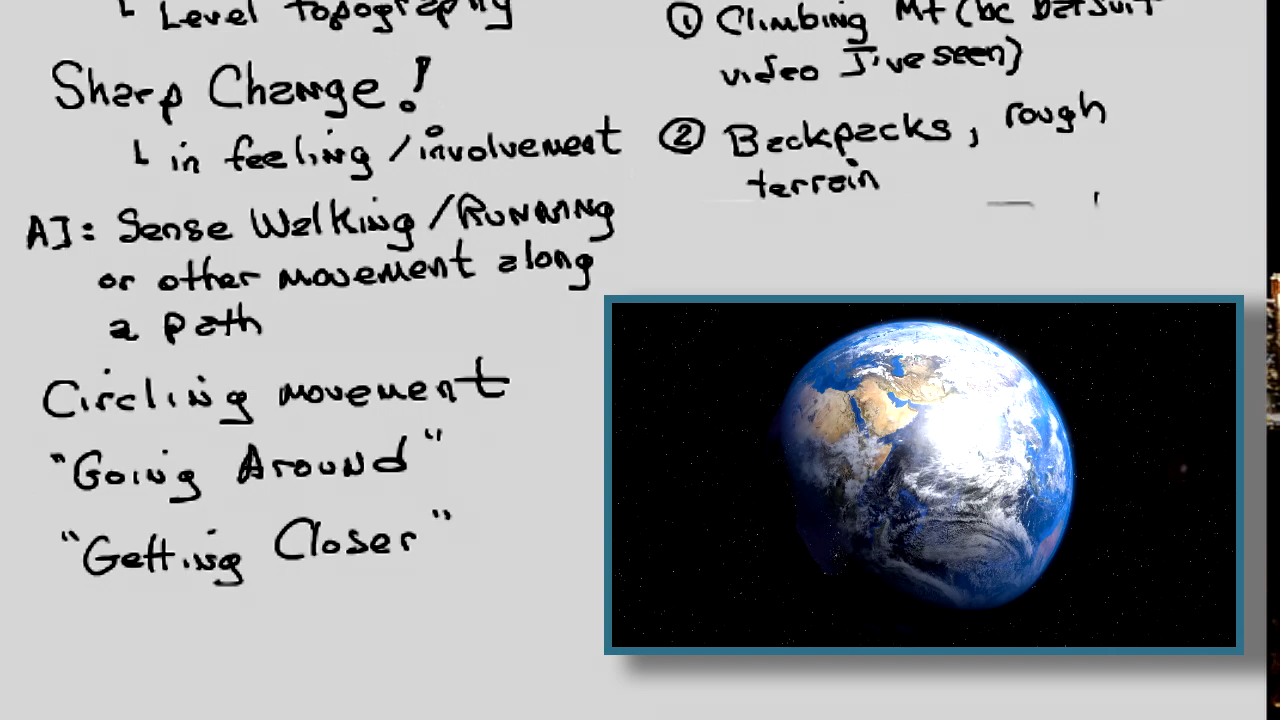 └ Level topography
Sharp Change!
└ in feeling/involvement
AI: Sense Walking/Running
or other movement along
a path
Circling movement
"Going Around"
"Getting Closer"
① Climbing Mt (bc
video I've seen)
② Backpacks, rough
terrain